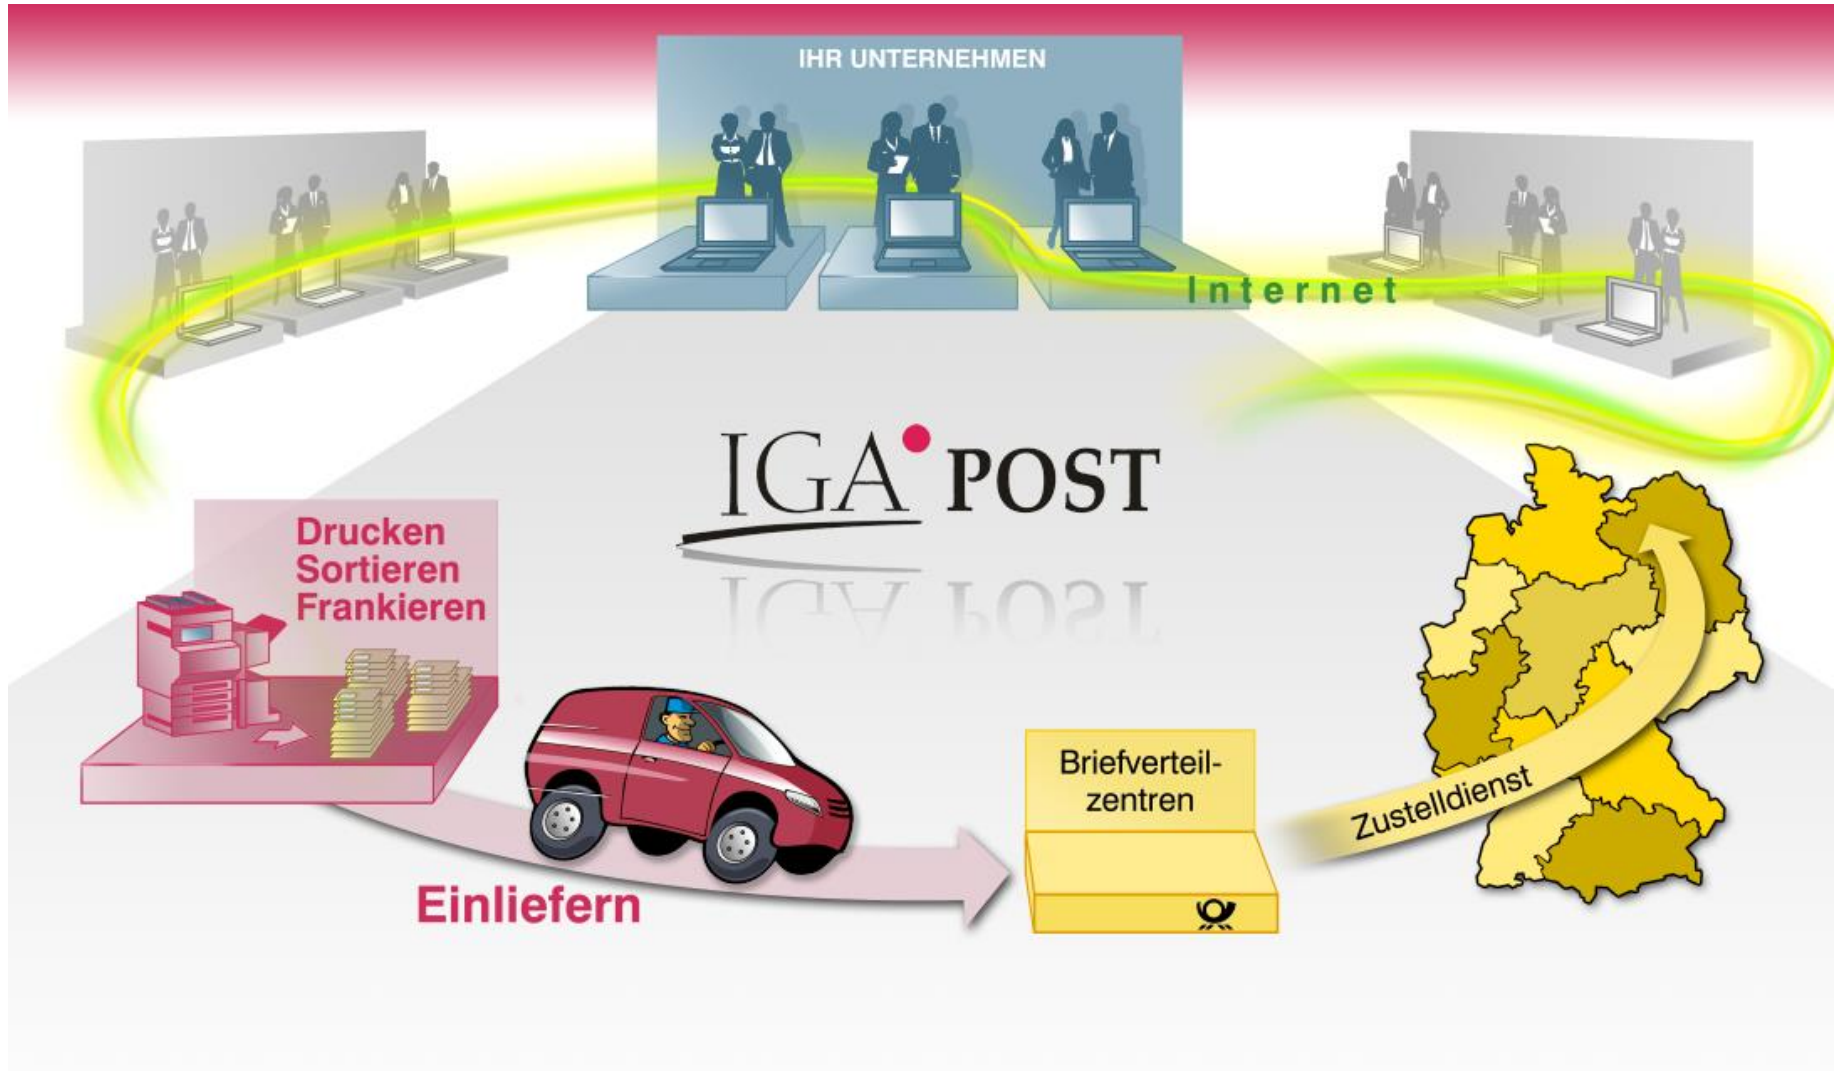 IHR UNTERNEHMEN
Internet
IGA POST
Drucken
Sortieren
Frankieren
Einliefern
Briefverteil-
zentren
Zustelldienst